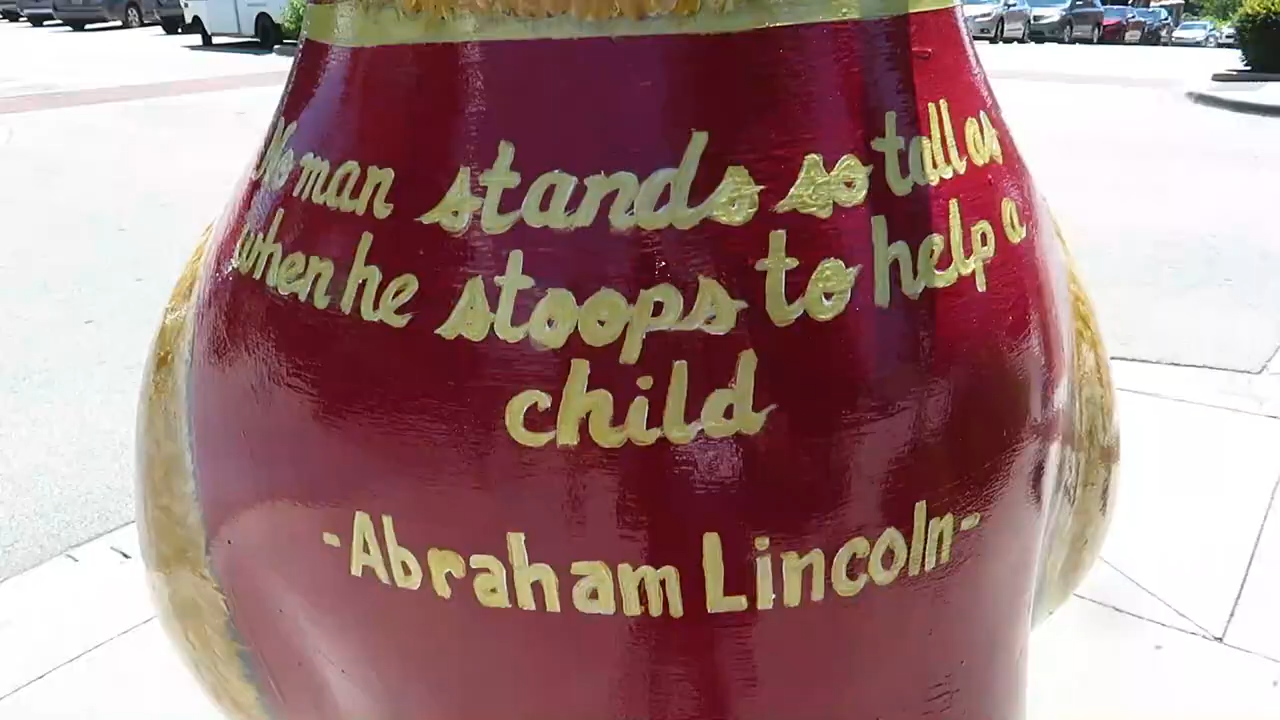 No man stands so tall as
when he stoops to help a
child
-Abraham Lincoln-